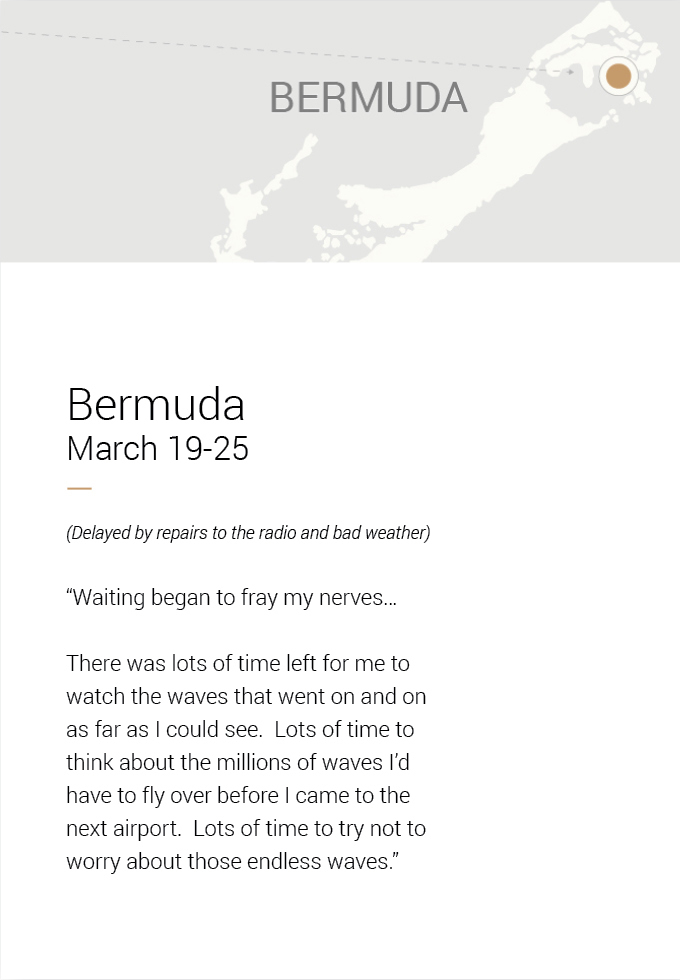 BERMUDA
Bermuda
March 19-25
(Delayed by repairs to the radio and bad weather)
“Waiting began to fray my nerves...
There was lots of time left for me to
watch the waves that went on and on
as far as I could see.  Lots of time to
think about the millions of waves I’d
have to fly over before I came to the
next airport.  Lots of time to try not to
worry about those endless waves.”